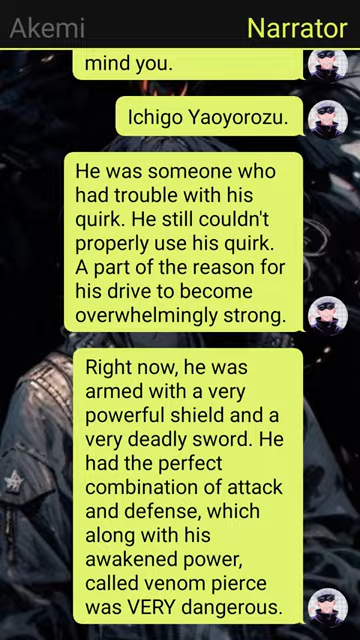 Akemi
Narrator
mind you.
Ichigo Yaoyorozu.
He was someone who
had trouble with his
quirk. He still couldn't
properly use his quirk.
A part of the reason for
his drive to become
overwhelmingly strong.
Right now, he was
armed with a very
powerful shield and a
very deadly sword. He
had the perfect
combination of attack
and defense, which
along with his
awakened power,
called venom pierce
was VERY dangerous.